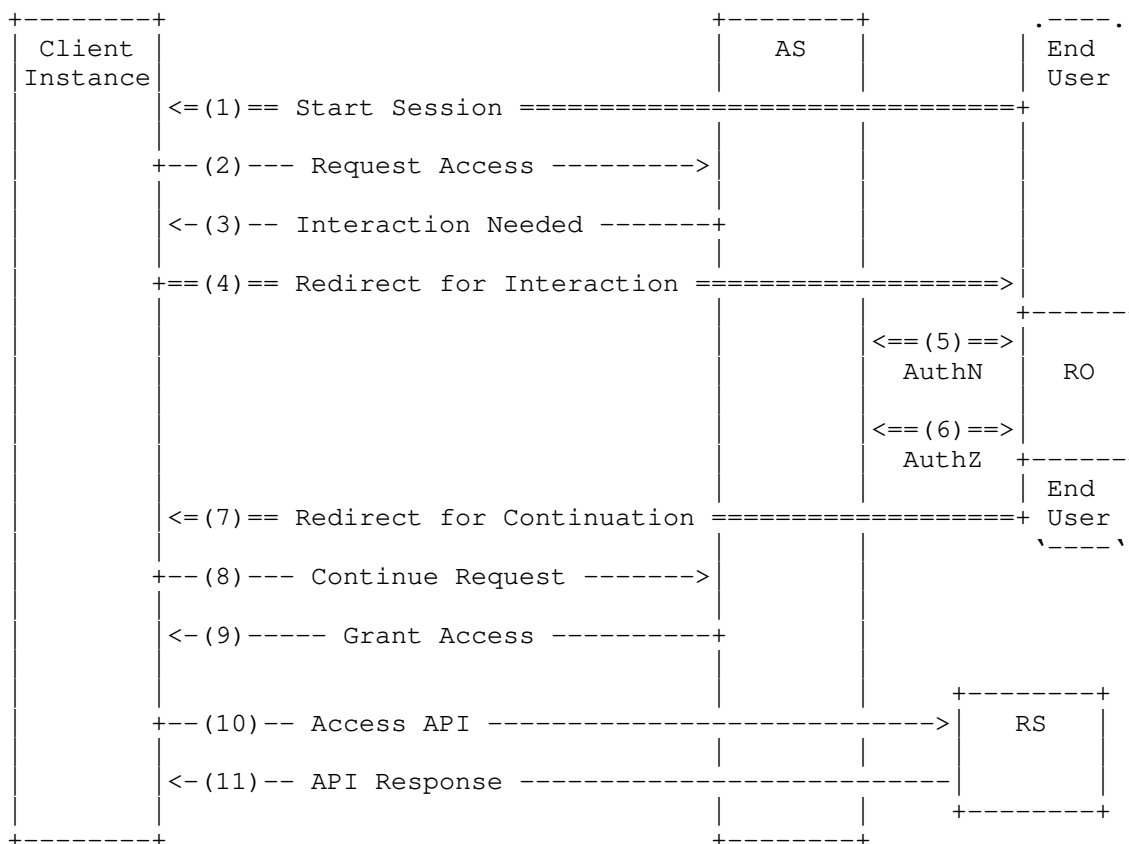 Client AS End
Instance User
(1) Start Session
(2) Request Access
(3) Interaction Needed
(4) Redirect for Interaction
(5)
AuthN RO
(6)
AuthZ
End
(7) Redirect for Continuation User
(8) Continue Request
(9) Grant Access
(10) Access API RS
(11) API Response